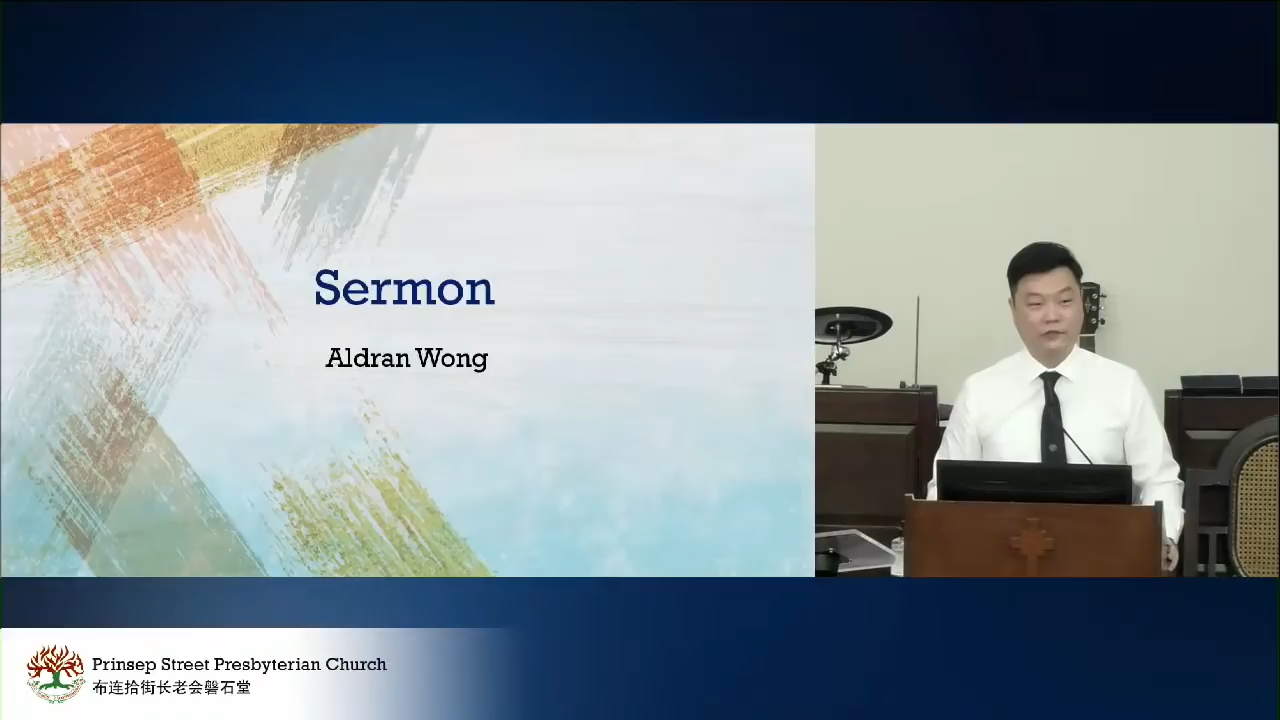 Sermon
Aldran Wong
Prinsep Street Presbyterian Church
布连拾街长老会磐石堂